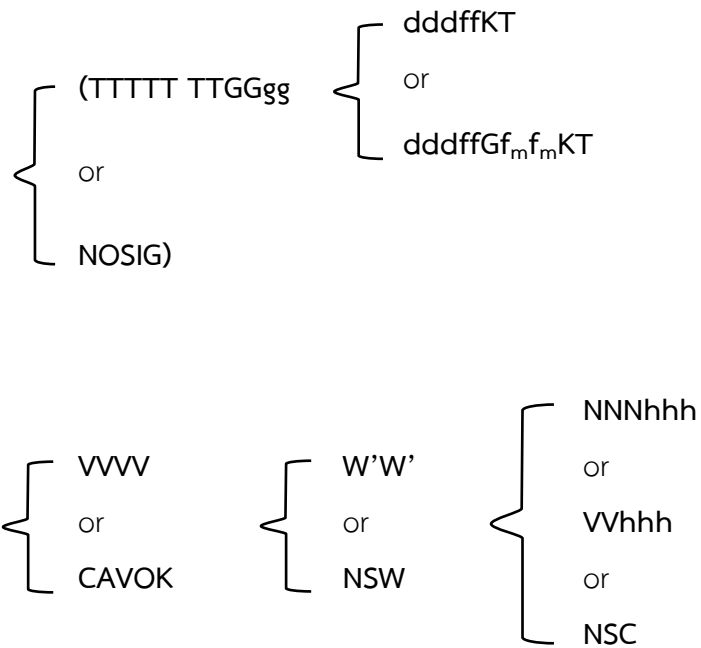 (TTTTT TTGGgg
or
NOSIG)
dddffKT
or
dddffGfmfmKT
VVVV
or
CAVOK
W’W’
or
NSW
NNNhhh
or
VVhhh
or
NSC